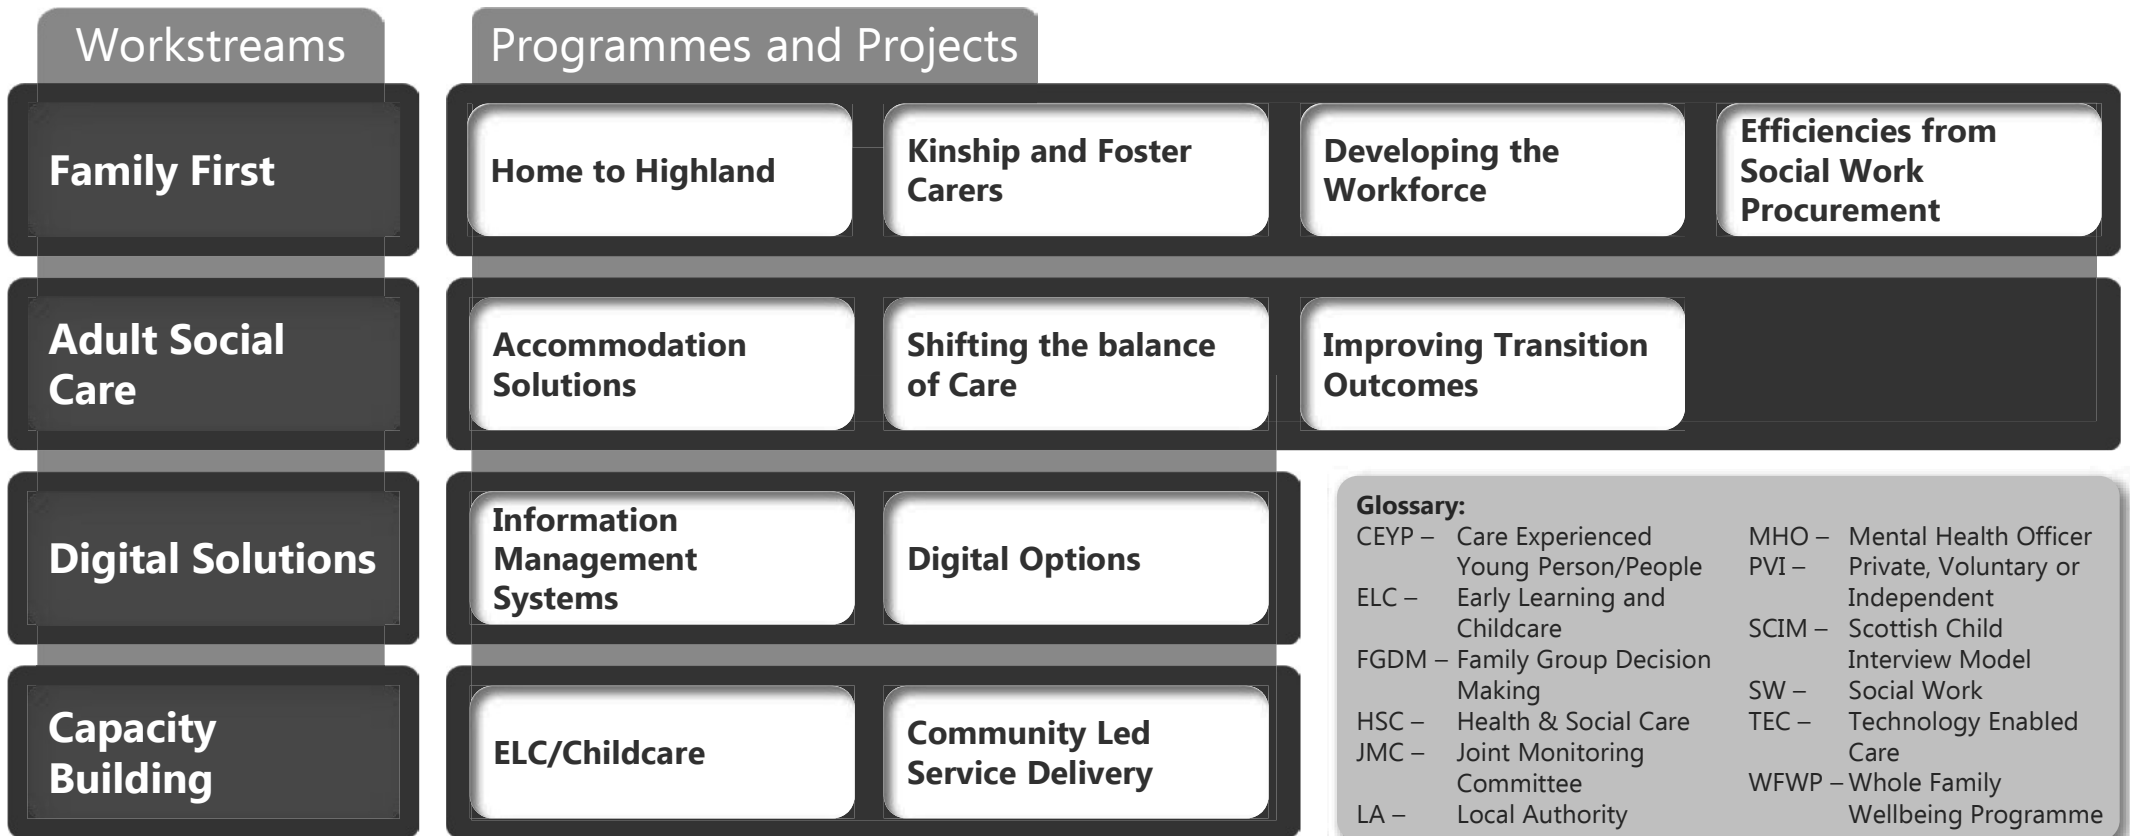 Workstreams
Programmes and Projects
Family First
Home to Highland
Kinship and Foster
Carers
Developing the
Workforce
Efficiencies from
Social Work
Procurement
Adult Social
Care
Accommodation
Solutions
Shifting the balance
of Care
Improving Transition
Outcomes
Digital Solutions
Information
Management
Systems
Digital Options
Capacity
Building
ELC/Childcare
Community Led
Service Delivery
Glossary:
CEYP – Care Experienced
Young Person/People
ELC – Early Learning and
Childcare
FGDM – Family Group Decision
Making
HSC – Health & Social Care
JMC – Joint Monitoring
Committee
LA – Local Authority
MHO – Mental Health Officer
PVI – Private, Voluntary or
Independent
SCIM – Scottish Child
Interview Model
SW – Social Work
TEC – Technology Enabled
Care
WFWP – Whole Family
Wellbeing Programme